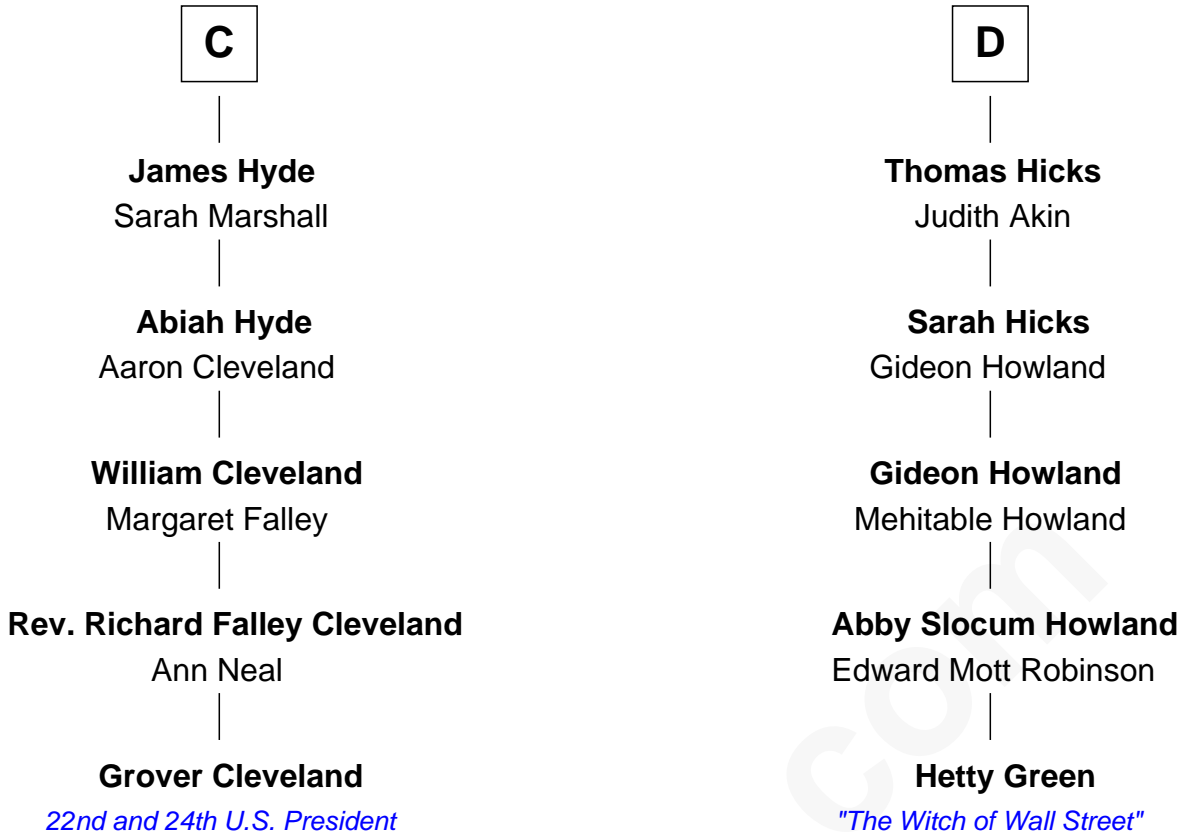 C
James Hyde
Sarah Marshall
Abiah Hyde
Aaron Cleveland
William Cleveland
Margaret Falley
Rev. Richard Falley Cleveland
Ann Neal
Grover Cleveland
22nd and 24th U.S. President
D
Thomas Hicks
Judith Akin
Sarah Hicks
Gideon Howland
Gideon Howland
Mehitable Howland
Abby Slocum Howland
Edward Mott Robinson
Hetty Green
"The Witch of Wall Street"
com